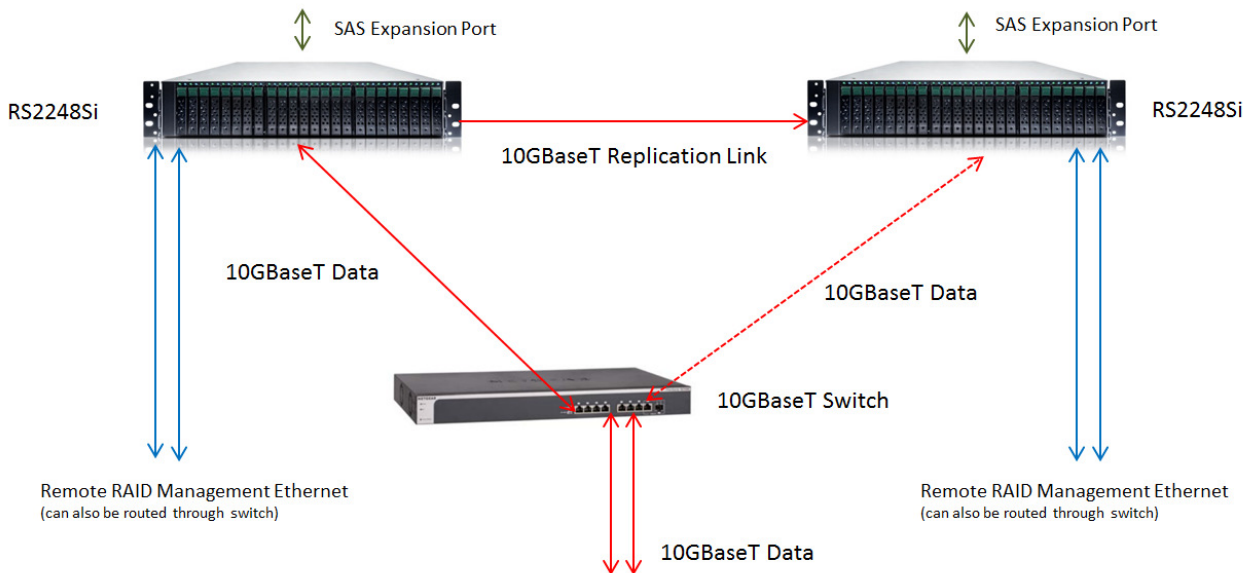 SAS Expansion Port
SAS Expansion Port
RS2248Si
RS2248Si
10GBaseT Replication Link
10GBaseT Data
10GBaseT Data
10GBaseT Switch
Remote RAID Management Ethernet
(can also be routed through switch)
Remote RAID Management Ethernet
(can also be routed through switch)
10GBaseT Data